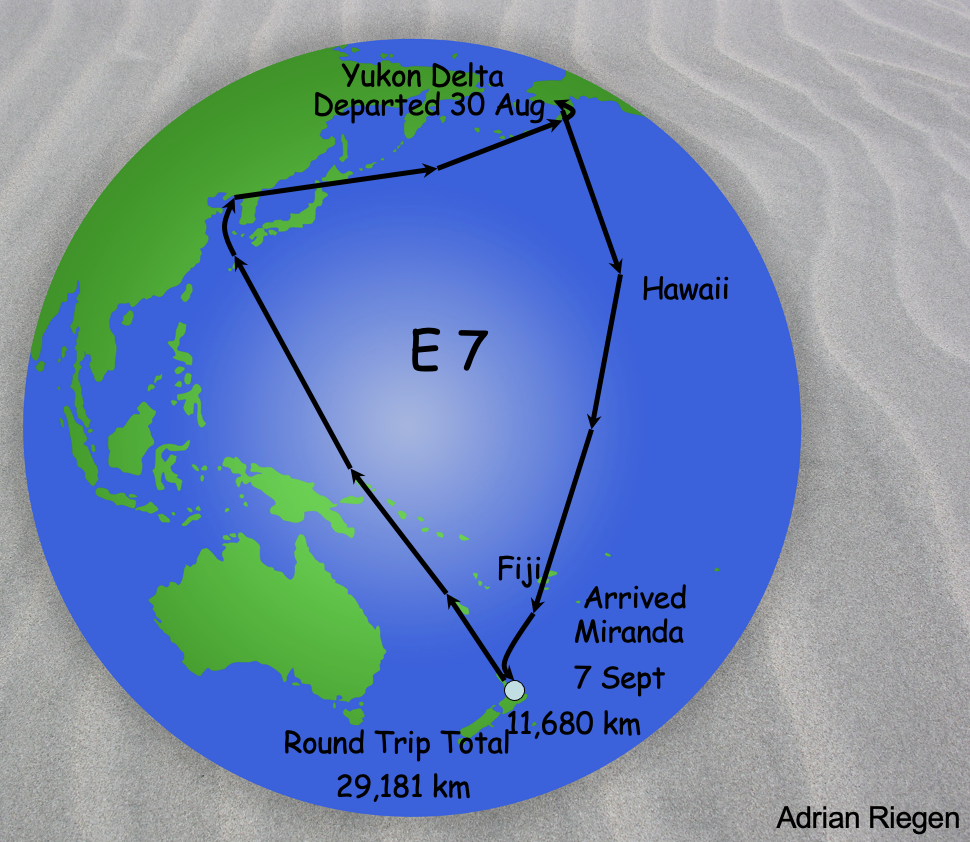 Yukon Delta
Departed 30 Aug
Hawaii
E 7
Fiji
Arrived
Miranda
7 Sept
11,680 km
Round Trip Total
29,181 km
Adrian Riegen